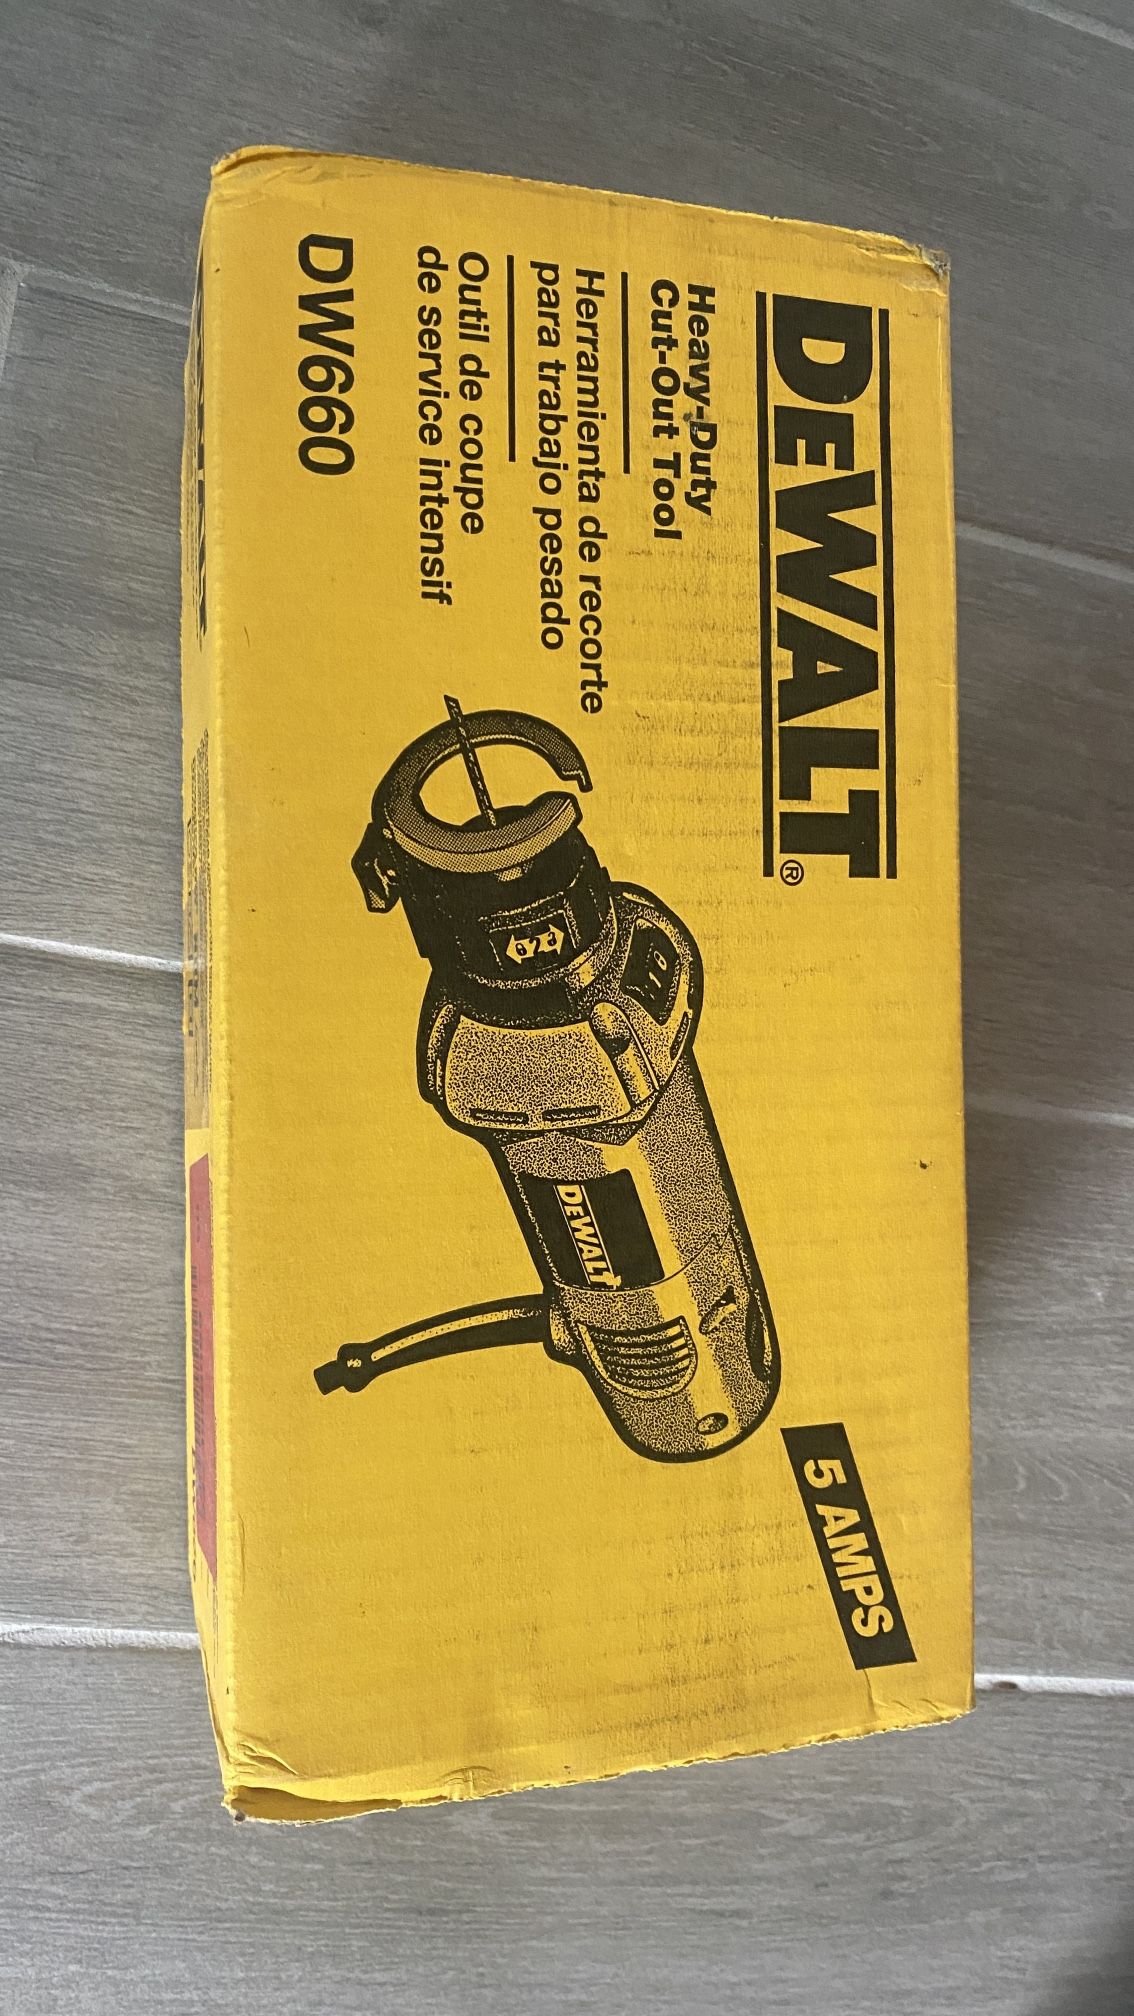 DEWALT®
Heavy-Duty
Cut-Out Tool
Herramienta de recorte
para trabajo pesado
Outil de coupe
de service intensif
DW660
DEWALT
5 AMPS